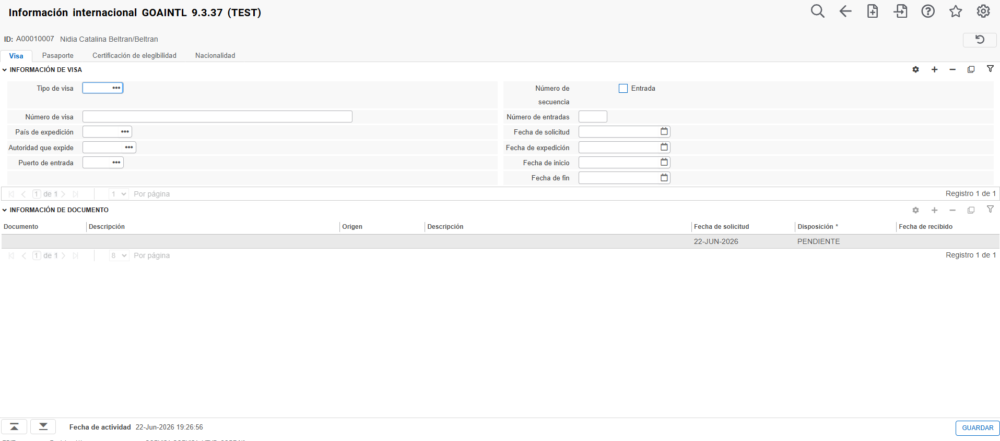 Información internacional GOAINTL 9.3.37 (TEST)
ID: A00010007 Nidia Catalina Beltran/Beltran
Visa Pasaporte Certificación de elegibilidad Nacionalidad
INFORMACIÓN DE VISA
Tipo de visa
Número de secuencia
Entrada
Número de visa
Número de entradas
País de expedición
Fecha de solicitud
Autoridad que expide
Fecha de expedición
Puerto de entrada
Fecha de inicio
Fecha de fin
1 de 1 1 Por página Registro 1 de 1
INFORMACIÓN DE DOCUMENTO
Documento Descripción Origen Descripción Fecha de solicitud Disposición * Fecha de recibido
22-JUN-2026 PENDIENTE
1 de 1 8 Por página Registro 1 de 1
Fecha de actividad 22-Jun-2026 19:26:56
GUARDAR